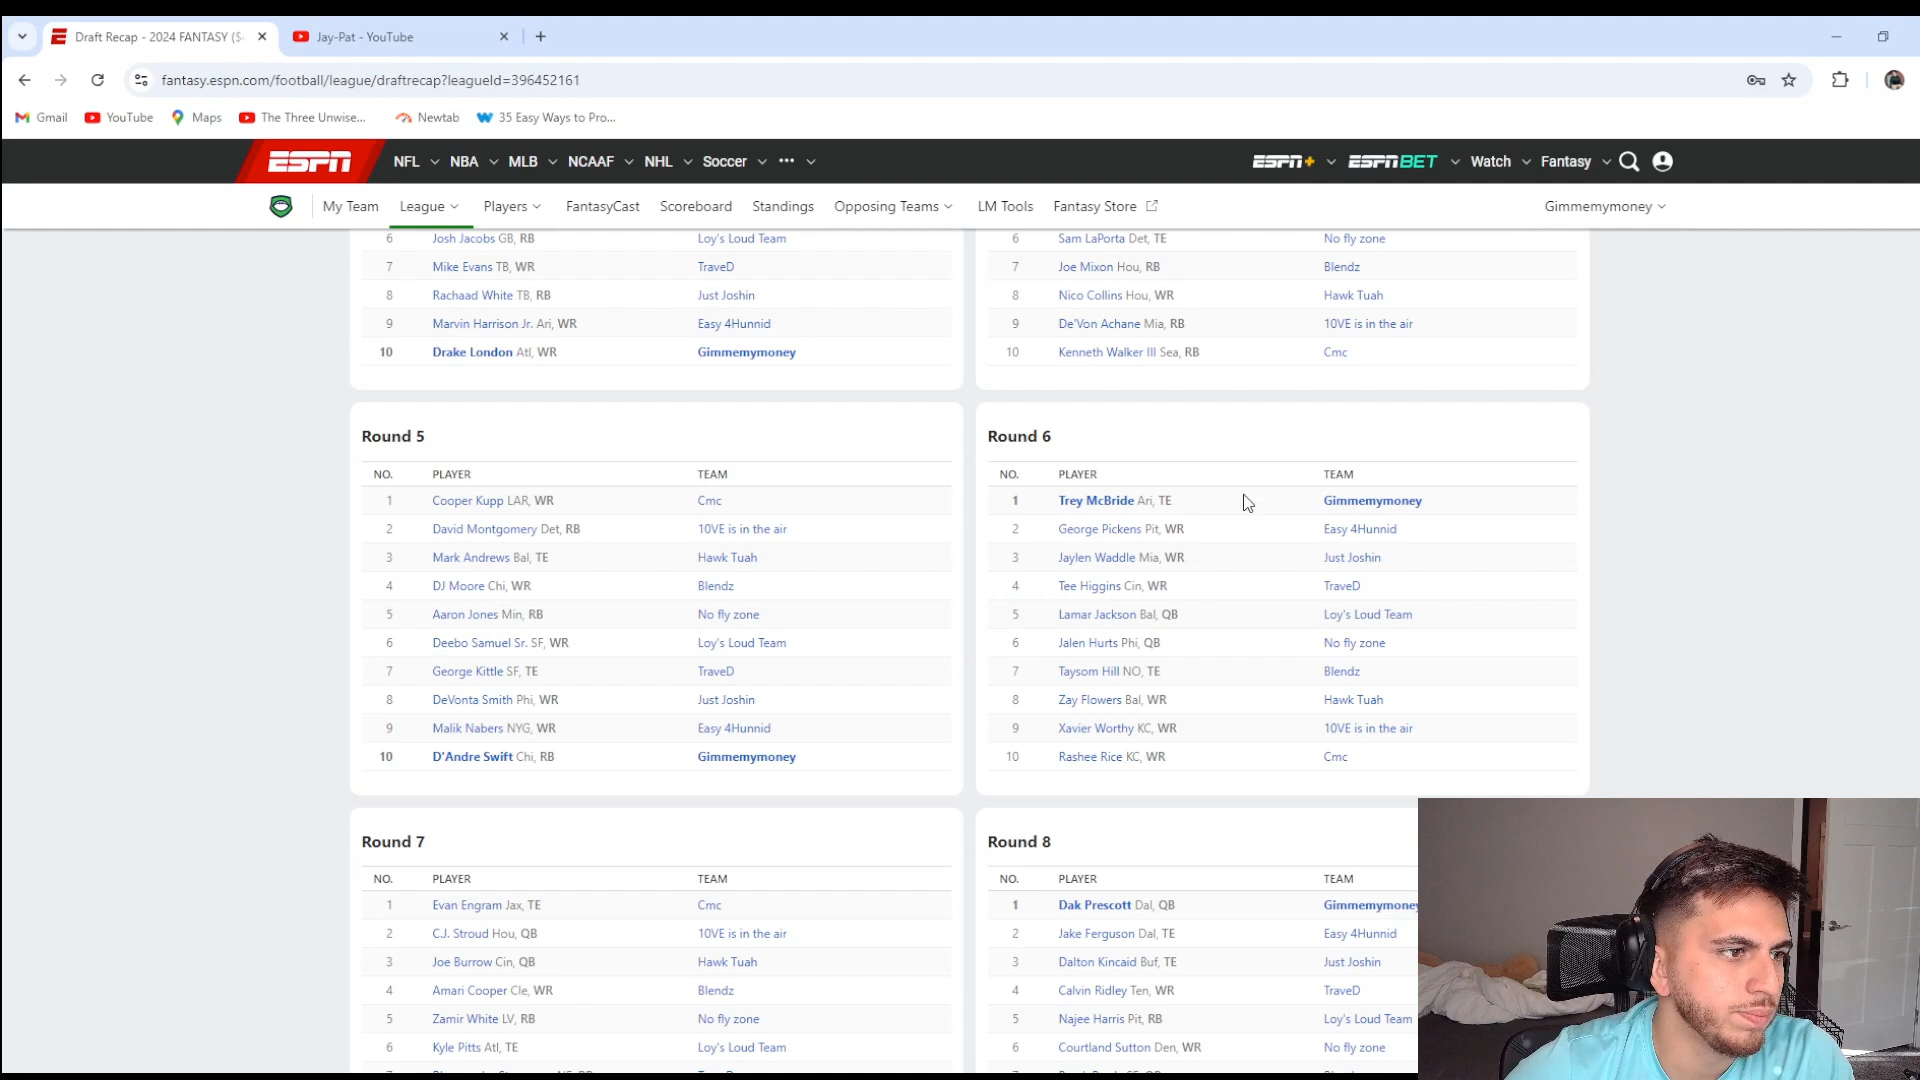 Draft Recap - 2024 FANTASY ($
Jay-Pat - YouTube
fantasy.espn.com/football/league/draftrecap?leagueId=396452161
Gmail YouTube Maps The Three Unwise... Newtab 35 Easy Ways to Pro...
ESPN NFL NBA MLB NCAAF NHL Soccer ••• ESPN+ ESPN BET Watch Fantasy
My Team League Players FantasyCast Scoreboard Standings Opposing Teams LM Tools Fantasy Store Gimmemymoney
6 Josh Jacobs GB, RB Loy's Loud Team
7 Mike Evans TB, WR TraveD
8 Rachaad White TB, RB Just Joshin
9 Marvin Harrison Jr. Ari, WR Easy 4Hunnid
10 Drake London Atl, WR Gimmemymoney
6 Sam LaPorta Det, TE No fly zone
7 Joe Mixon Hou, RB Blendz
8 Nico Collins Hou, WR Hawk Tuah
9 De'Von Achane Mia, RB 10VE is in the air
10 Kenneth Walker III Sea, RB Cmc
Round 5
NO. PLAYER TEAM
1 Cooper Kupp LAR, WR Cmc
2 David Montgomery Det, RB 10VE is in the air
3 Mark Andrews Bal, TE Hawk Tuah
4 DJ Moore Chi, WR Blendz
5 Aaron Jones Min, RB No fly zone
6 Deebo Samuel Sr. SF, WR Loy's Loud Team
7 George Kittle SF, TE TraveD
8 DeVonta Smith Phi, WR Just Joshin
9 Malik Nabers NYG, WR Easy 4Hunnid
10 D'Andre Swift Chi, RB Gimmemymoney
Round 6
NO. PLAYER TEAM
1 Trey McBride Ari, TE Gimmemymoney
2 George Pickens Pit, WR Easy 4Hunnid
3 Jaylen Waddle Mia, WR Just Joshin
4 Tee Higgins Cin, WR TraveD
5 Lamar Jackson Bal, QB Loy's Loud Team
6 Jalen Hurts Phi, QB No fly zone
7 Taysom Hill NO, TE Blendz
8 Zay Flowers Bal, WR Hawk Tuah
9 Xavier Worthy KC, WR 10VE is in the air
10 Rashee Rice KC, WR Cmc
Round 7
NO. PLAYER TEAM
1 Evan Engram Jax, TE Cmc
2 C.J. Stroud Hou, QB 10VE is in the air
3 Joe Burrow Cin, QB Hawk Tuah
4 Amari Cooper Cle, WR Blendz
5 Zamir White LV, RB No fly zone
6 Kyle Pitts Atl, TE Loy's Loud Team
Round 8
NO. PLAYER TEAM
1 Dak Prescott Dal, QB Gimmemymoney
2 Jake Ferguson Dal, TE Easy 4Hunnid
3 Dalton Kincaid Buf, TE Just Joshin
4 Calvin Ridley Ten, WR TraveD
5 Najee Harris Pit, RB Loy's Loud Team
6 Courtland Sutton Den, WR No fly zone